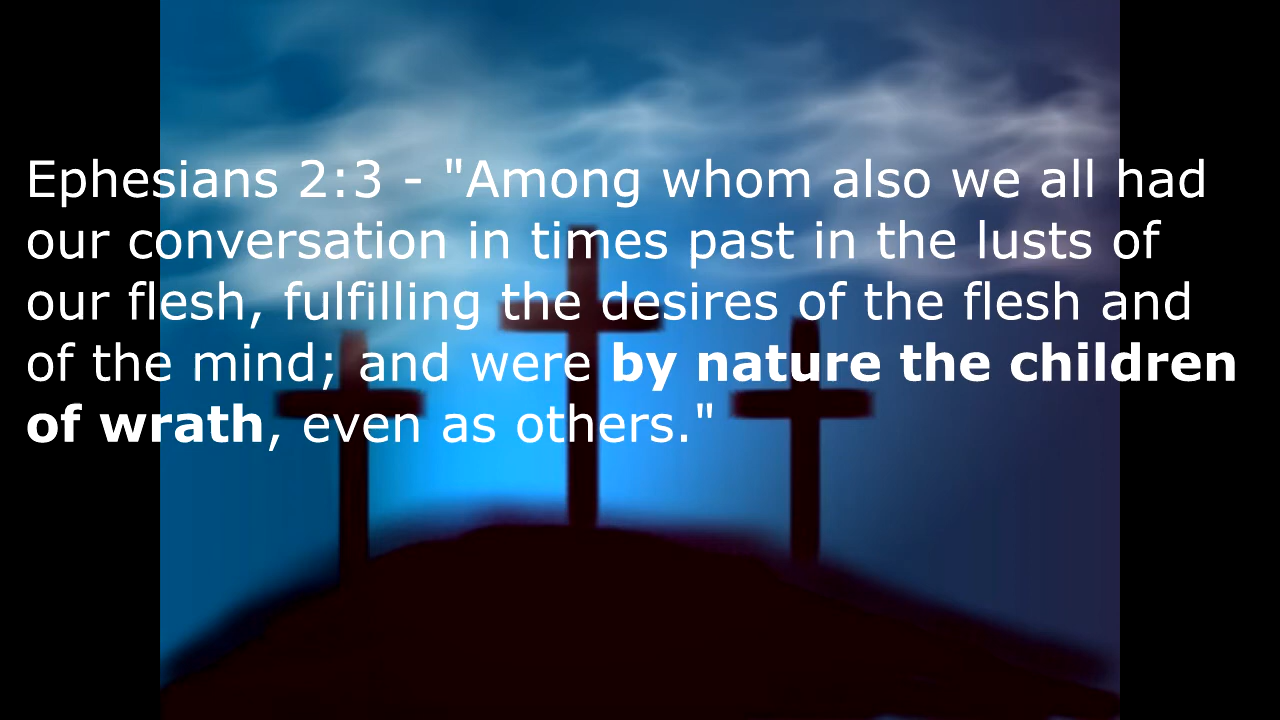 Ephesians 2:3 - "Among whom also we all had
our conversation in times past in the lusts of
our flesh, fulfilling the desires of the flesh and
of the mind; and were by nature the children
of wrath, even as others."